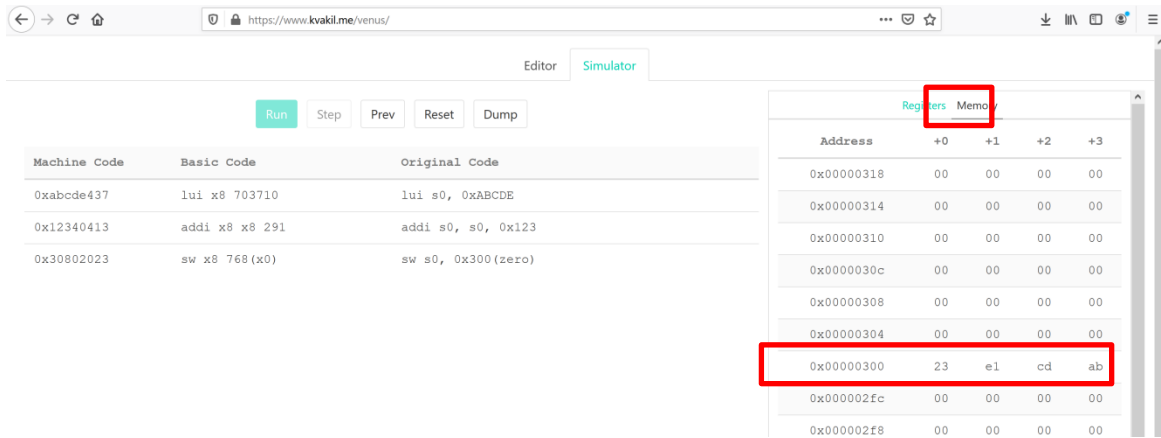 https://www.kvakil.me/venus/
Editor Simulator
Run Step Prev Reset Dump
Machine Code Basic Code Original Code
0xabcde437 lui x8 703710 lui s0, 0xABCDE
0x12340413 addi x8 x8 291 addi s0, s0, 0x123
0x30802023 sw x8 768(x0) sw s0, 0x300(zero)
Registers Memory
Address +0 +1 +2 +3
0x00000318 00 00 00 00
0x00000314 00 00 00 00
0x00000310 00 00 00 00
0x0000030c 00 00 00 00
0x00000308 00 00 00 00
0x00000304 00 00 00 00
0x00000300 23 e1 cd ab
0x000002fc 00 00 00 00
0x000002f8 00 00 00 00